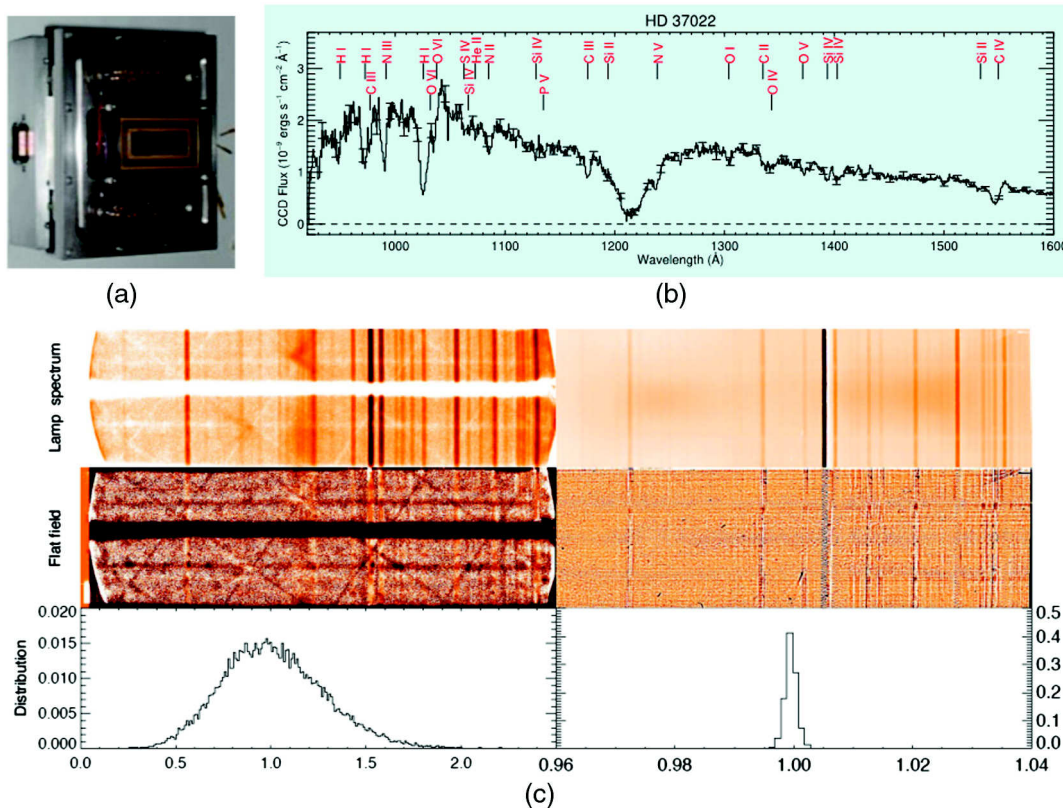 HD 37022
H I
H I
C III
N III
H I
O VI
O VI
S IV
Si IV
He II
N II
Si IV
P V
C III
Si II
N V
O I
C II
O IV
O V
Si IV
Si IV
Si II
C IV
CCD Flux (10⁻⁹ ergs s⁻¹ cm⁻² Å⁻¹)
3
2
1
0
1000 1100 1200 1300 1400 1500 1600
Wavelength (Å)
(a) (b)
Lamp spectrum
Flat field
Distribution
0.020 0.5
0.015 0.4
0.010 0.3
0.005 0.2
0.1
0.000 0.0
0.0 0.5 1.0 1.5 2.0 0.96 0.98 1.00 1.02 1.04
(c)